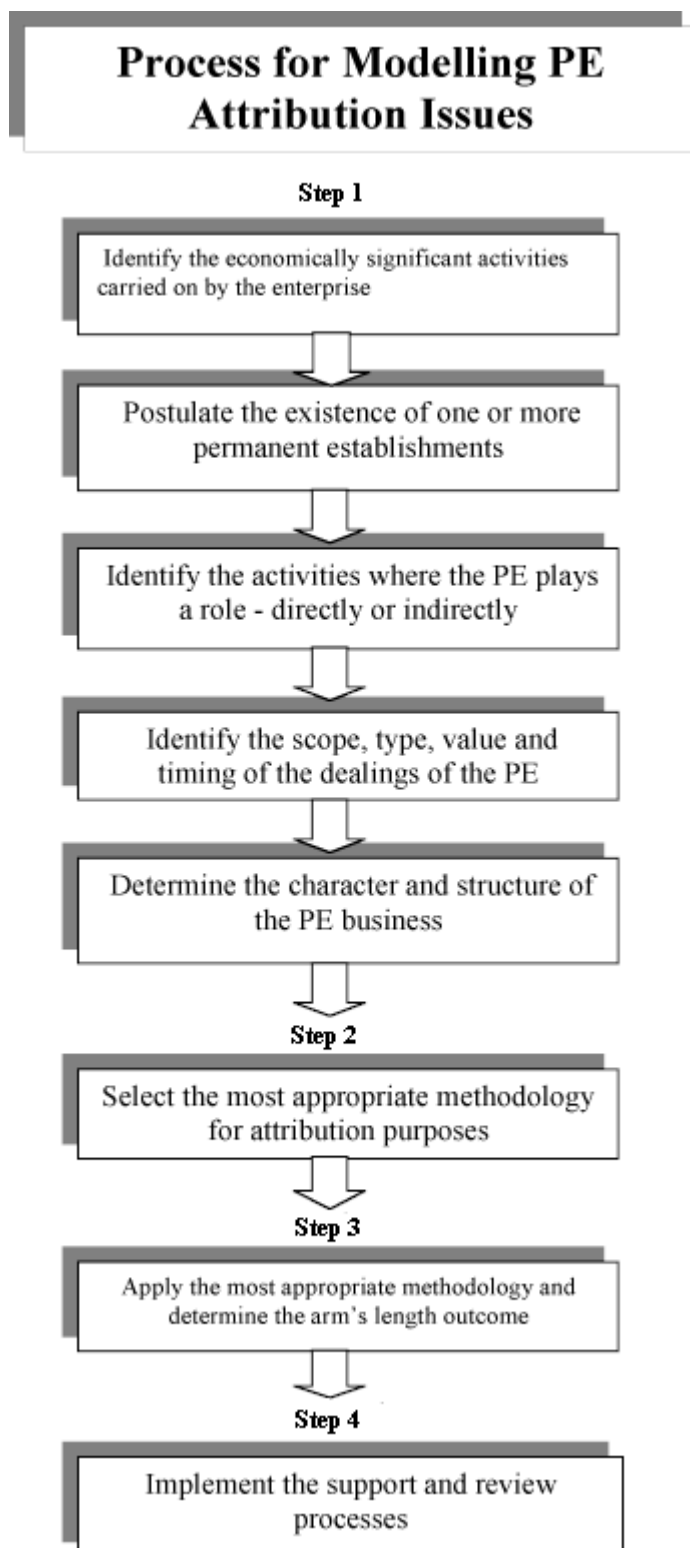 Process for Modelling PE
Attribution Issues
Step 1
Identify the economically significant activities
carried on by the enterprise
Postulate the existence of one or more
permanent establishments
Identify the activities where the PE plays
a role - directly or indirectly
Identify the scope, type, value and
timing of the dealings of the PE
Determine the character and structure of
the PE business
Step 2
Select the most appropriate methodology
for attribution purposes
Step 3
Apply the most appropriate methodology and
determine the arm's length outcome
Step 4
Implement the support and review
processes